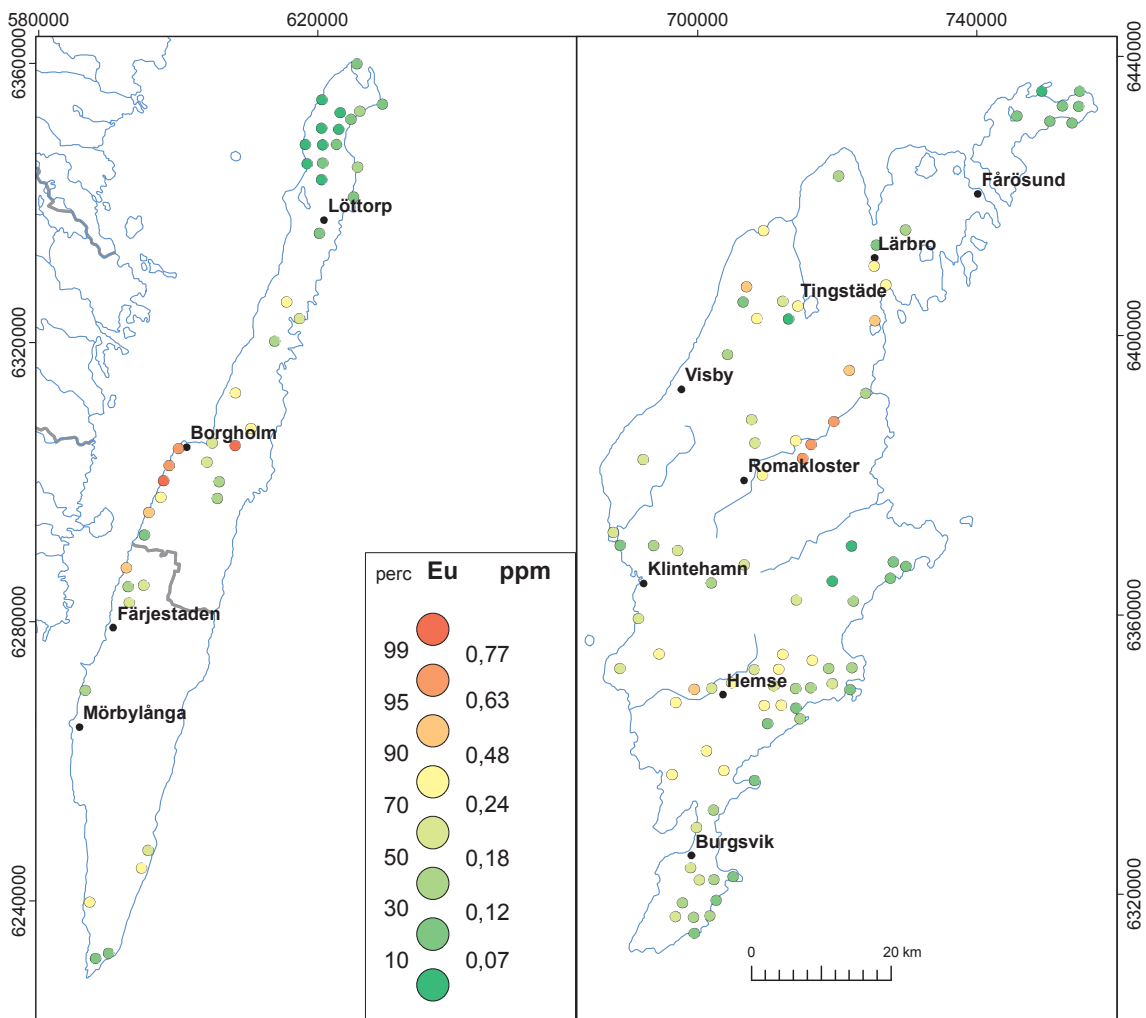 580000 620000 700000 740000
6360000
6320000
6280000
6240000
6440000
6400000
6360000
6320000
Löttorp
Borgholm
Färjestaden
Mörbylånga
Fårösund
Lärbro
Tingstäde
Visby
Romakloster
Klintehamn
Hemse
Burgsvik
perc Eu ppm
99 0,77
95 0,63
90 0,48
70 0,24
50 0,18
30 0,12
10 0,07
0 20 km